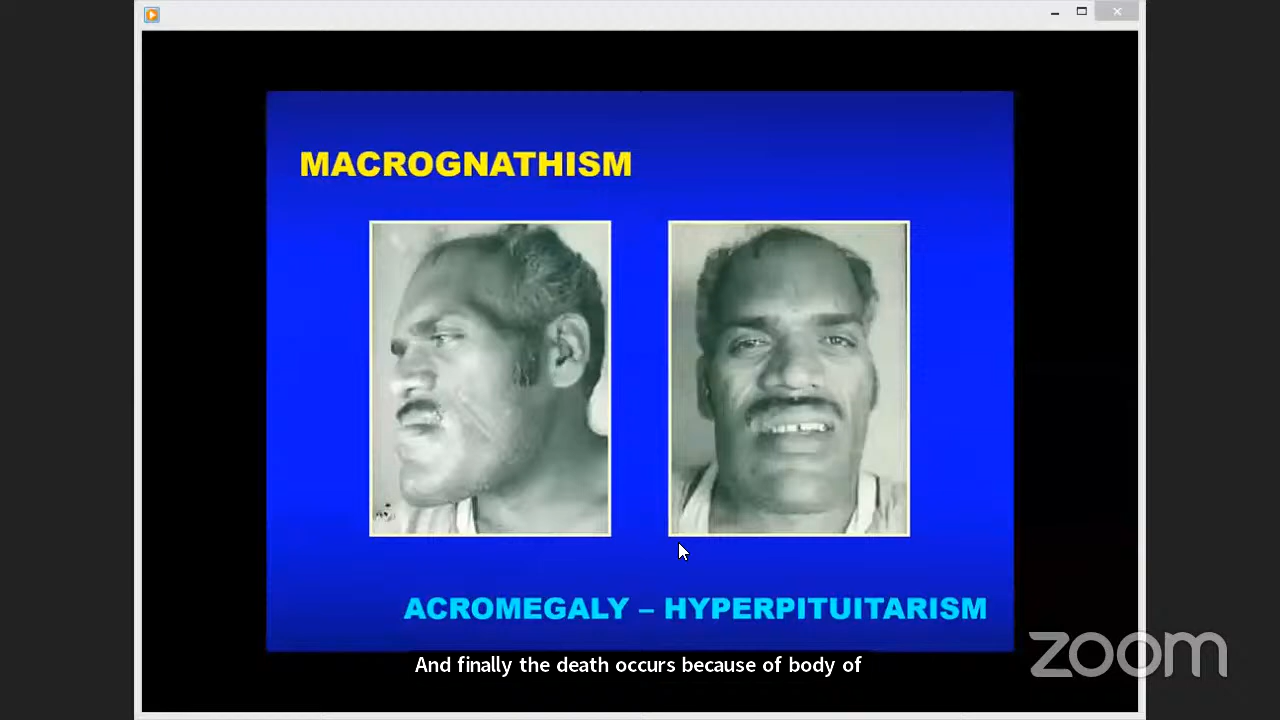 MACROGNATHISM
ACROMEGALY – HYPERPITUITARISM
And finally the death occurs because of body of
zoom